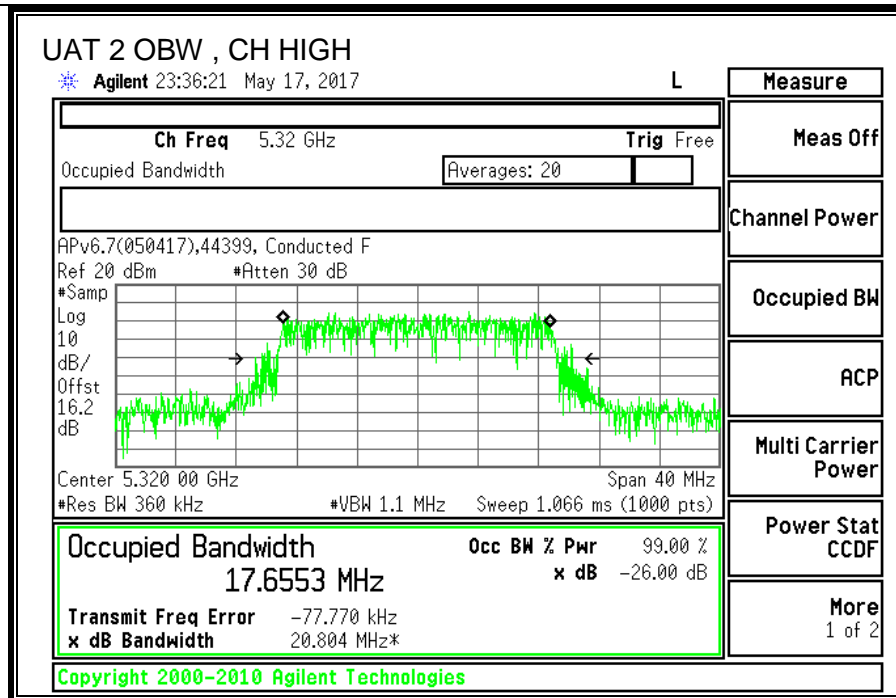 UAT 2 OBW , CH HIGH
Agilent 23:36:21 May 17, 2017 L Measure
Ch Freq 5.32 GHz Trig Free
Meas Off
Occupied Bandwidth Averages: 20
Channel Power
APv6.7(050417),44399, Conducted F
Ref 20 dBm #Atten 30 dB
#Samp
Log
10
dB/
Offst
16.2
dB
Occupied BW
ACP
Multi Carrier
Power
Center 5.320 00 GHz Span 40 MHz
#Res BW 360 kHz #VBW 1.1 MHz Sweep 1.066 ms (1000 pts)
Power Stat
CCDF
Occupied Bandwidth Occ BW % Pwr 99.00 %
17.6553 MHz x dB -26.00 dB
Transmit Freq Error -77.770 kHz
x dB Bandwidth 20.804 MHz*
More
1 of 2
Copyright 2000-2010 Agilent Technologies